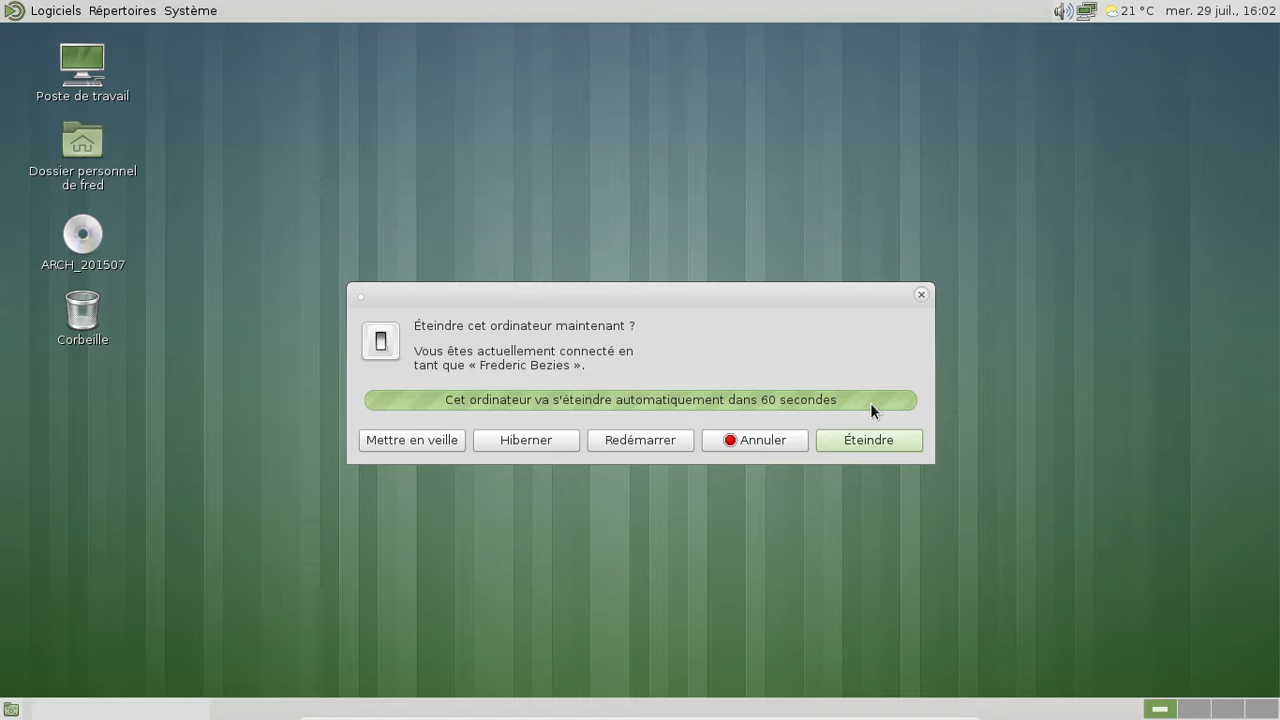 Logiciels Répertoires Système
21 °C mer. 29 juil., 16:02
Poste de travail
Dossier personnel
de fred
ARCH_201507
Corbeille
Éteindre cet ordinateur maintenant ?
Vous êtes actuellement connecté en
tant que « Frederic Bezies ».
Cet ordinateur va s'éteindre automatiquement dans 60 secondes
Mettre en veille Hiberner Redémarrer Annuler Éteindre